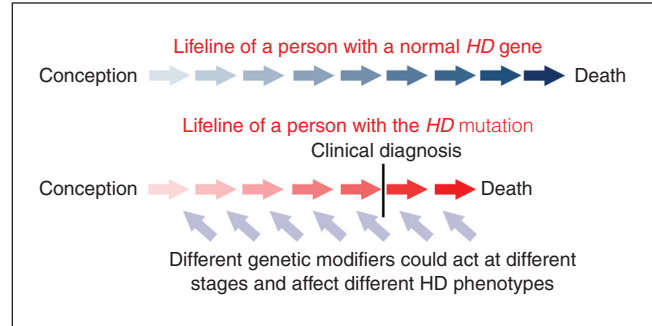 Lifeline of a person with a normal HD gene
Conception
Death
Lifeline of a person with the HD mutation
Clinical diagnosis
Conception
Death
Different genetic modifiers could act at different
stages and affect different HD phenotypes